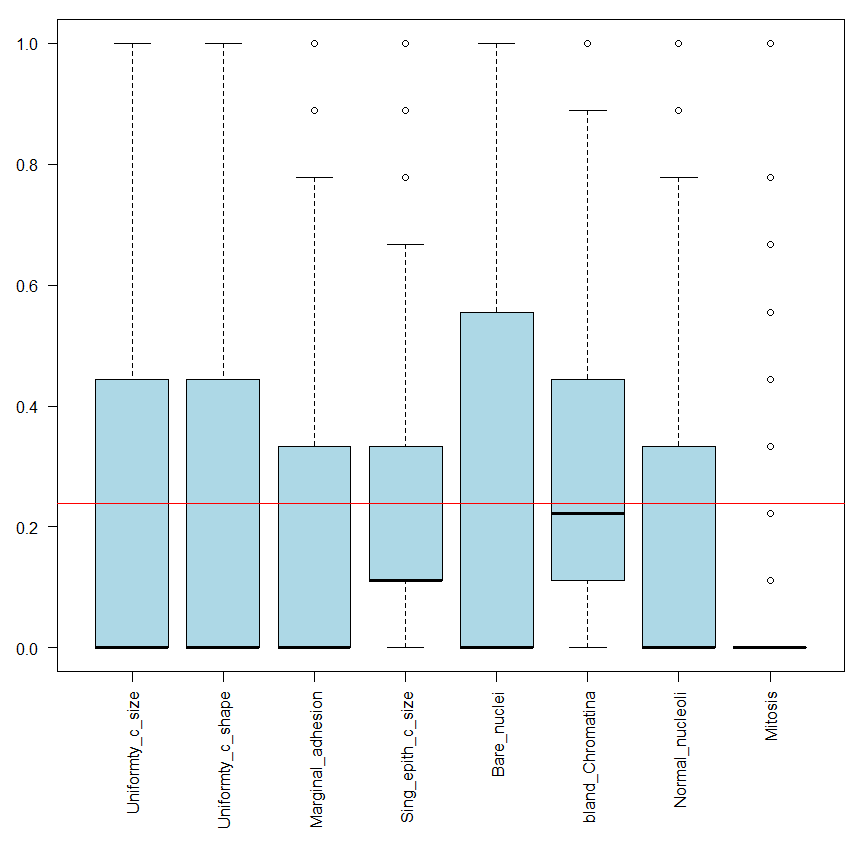 1.0
0.8
0.6
0.4
0.2
0.0
Uniformty_c_size
Uniformty_c_shape
Marginal_adhesion
Sing_epith_c_size
Bare_nuclei
bland_Chromatina
Normal_nucleoli
Mitosis